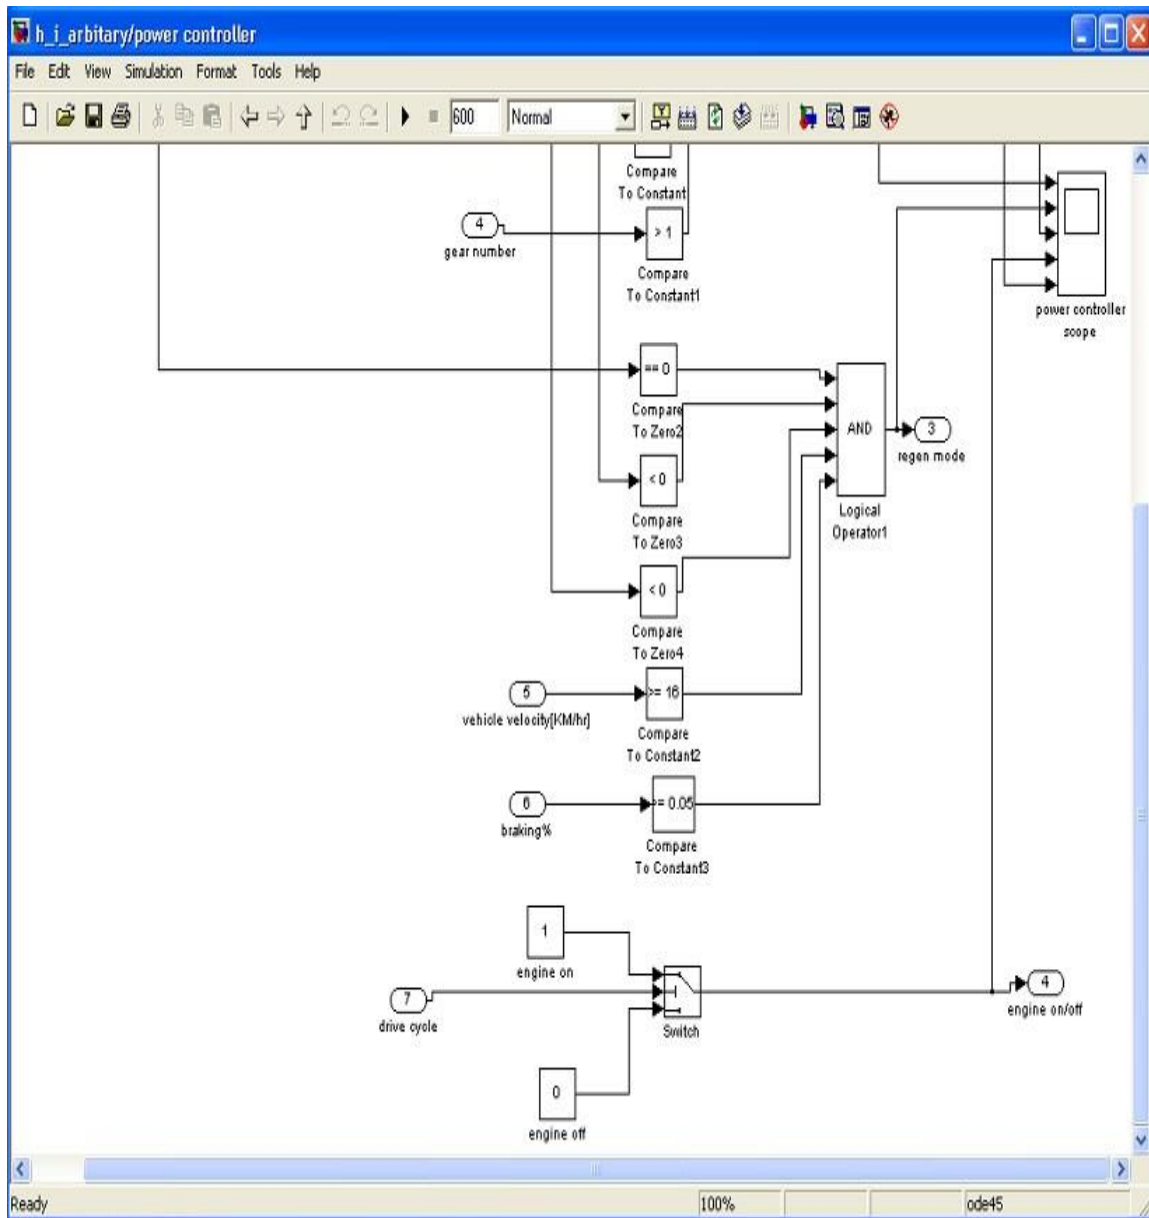 h_i_arbitary/power controller
File Edit View Simulation Format Tools Help
600 Normal
Compare
To Constant
4
gear number
> 1
Compare
To Constant1
power controller
scope
== 0
Compare
To Zero2
AND
3
regen mode
< 0
Compare
To Zero3
Logical
Operator1
< 0
Compare
To Zero4
5
vehicle velocity[KM/hr]
>= 16
Compare
To Constant2
6
braking%
>= 0.05
Compare
To Constant3
1
engine on
7
drive cycle
Switch
4
engine on/off
0
engine off
Ready 100% ode45